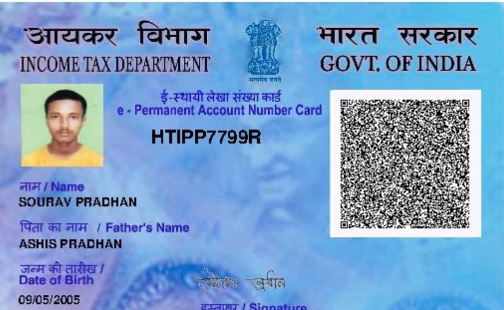 आयकर विभाग
INCOME TAX DEPARTMENT
सत्यमेव जयते
भारत सरकार
GOVT. OF INDIA
ई-स्थायी लेखा संख्या कार्ड
e - Permanent Account Number Card
HTIPP7799R
नाम / Name
SOURAV PRADHAN
पिता का नाम / Father's Name
ASHIS PRADHAN
जन्म की तारीख /
Date of Birth
09/05/2005
हस्ताक्षर / Signature